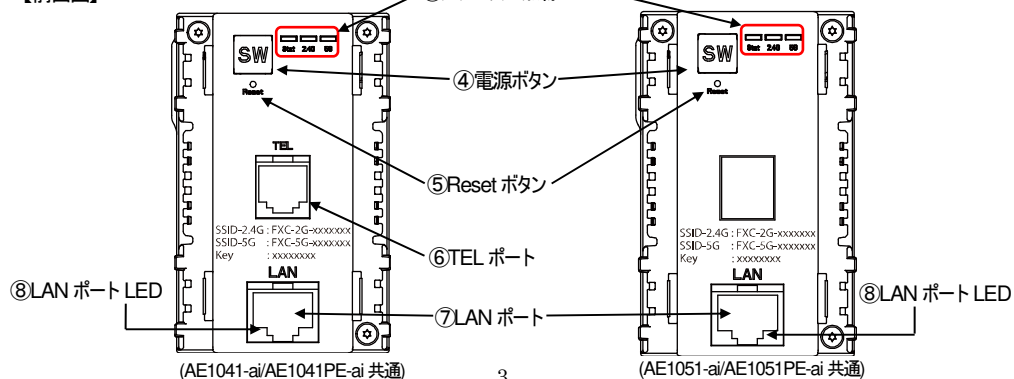 SW
Stat 2.4G 5G
Reset
TEL
SSID-2.4G : FXC-2G-xxxxxxx
SSID-5G : FXC-5G-xxxxxxx
Key : xxxxxxxx
LAN
④電源ボタン
⑤Reset ボタン
⑥TEL ポート
⑦LAN ポート
⑧LAN ポート LED
(AE1041-ai/AE1041PE-ai 共通)
SW
Stat 2.4G 5G
Reset
SSID-2.4G : FXC-2G-xxxxxxx
SSID-5G : FXC-5G-xxxxxxx
Key : xxxxxxxx
LAN
⑧LAN ポート LED
(AE1051-ai/AE1051PE-ai 共通)
3